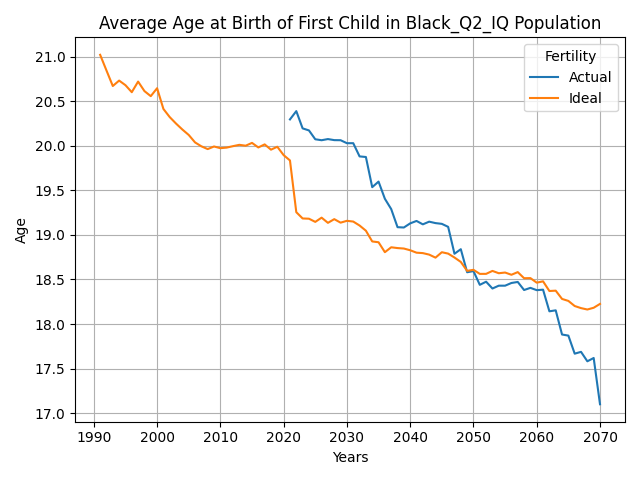 Average Age at Birth of First Child in Black_Q2_IQ Population
Fertility
Actual
Ideal
21.0
20.5
20.0
19.5
19.0
18.5
18.0
17.5
17.0
Age
1990 2000 2010 2020 2030 2040 2050 2060 2070
Years